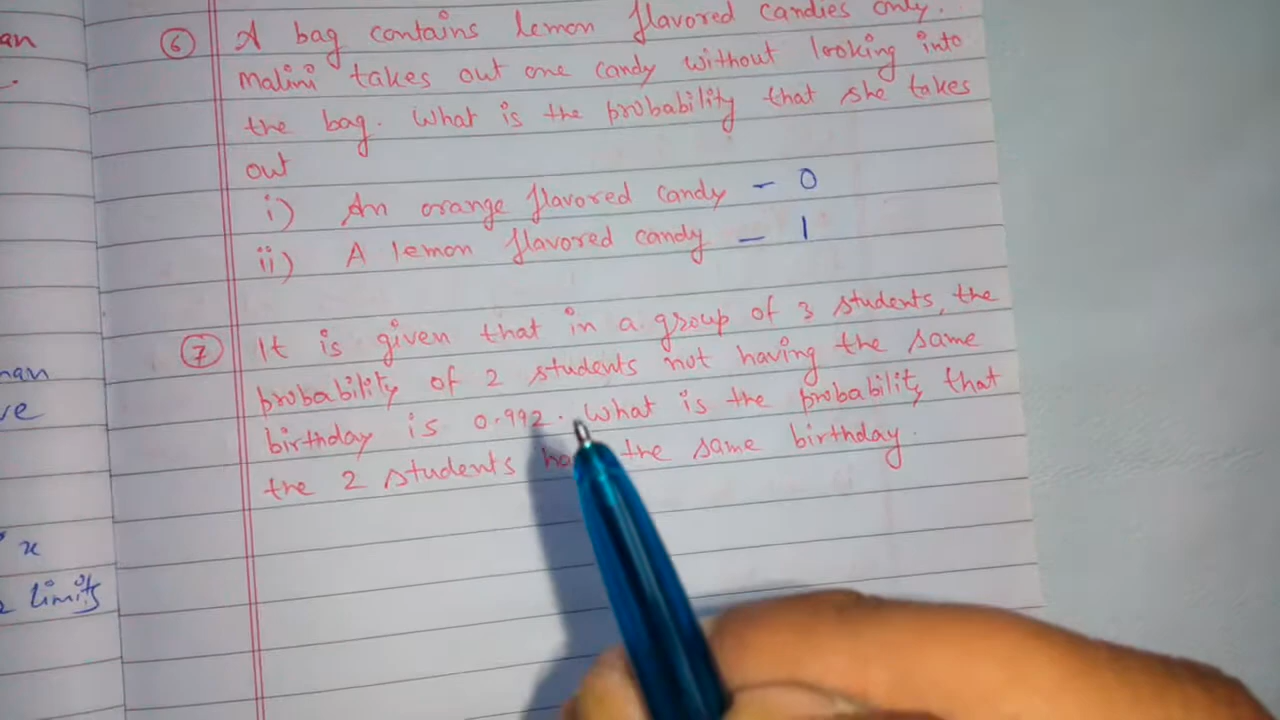 an
⑥ A bag contains lemon flavored candies only.
Malini takes out one candy without looking into
the bag. What is the probability that she takes
out
i) An orange flavored candy – 0
ii) A lemon flavored candy – 1
⑦ It is given that in a group of 3 students, the
probability of 2 students not having the same
birthday is 0.992. What is the probability that
the 2 students the same birthday.
x
limits